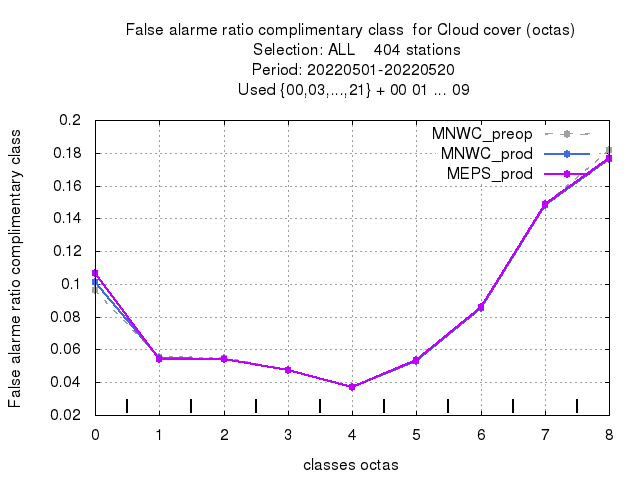 False alarme ratio complimentary class  for Cloud cover (octas)
Selection: ALL    404 stations
Period: 20220501-20220520
Used {00,03,...,21} + 00 01 ... 09
False alarme ratio complimentary class
0.2
0.18
0.16
0.14
0.12
0.1
0.08
0.06
0.04
0.02
MNWC_preop
MNWC_prod
MEPS_prod
0 1 2 3 4 5 6 7 8
classes octas